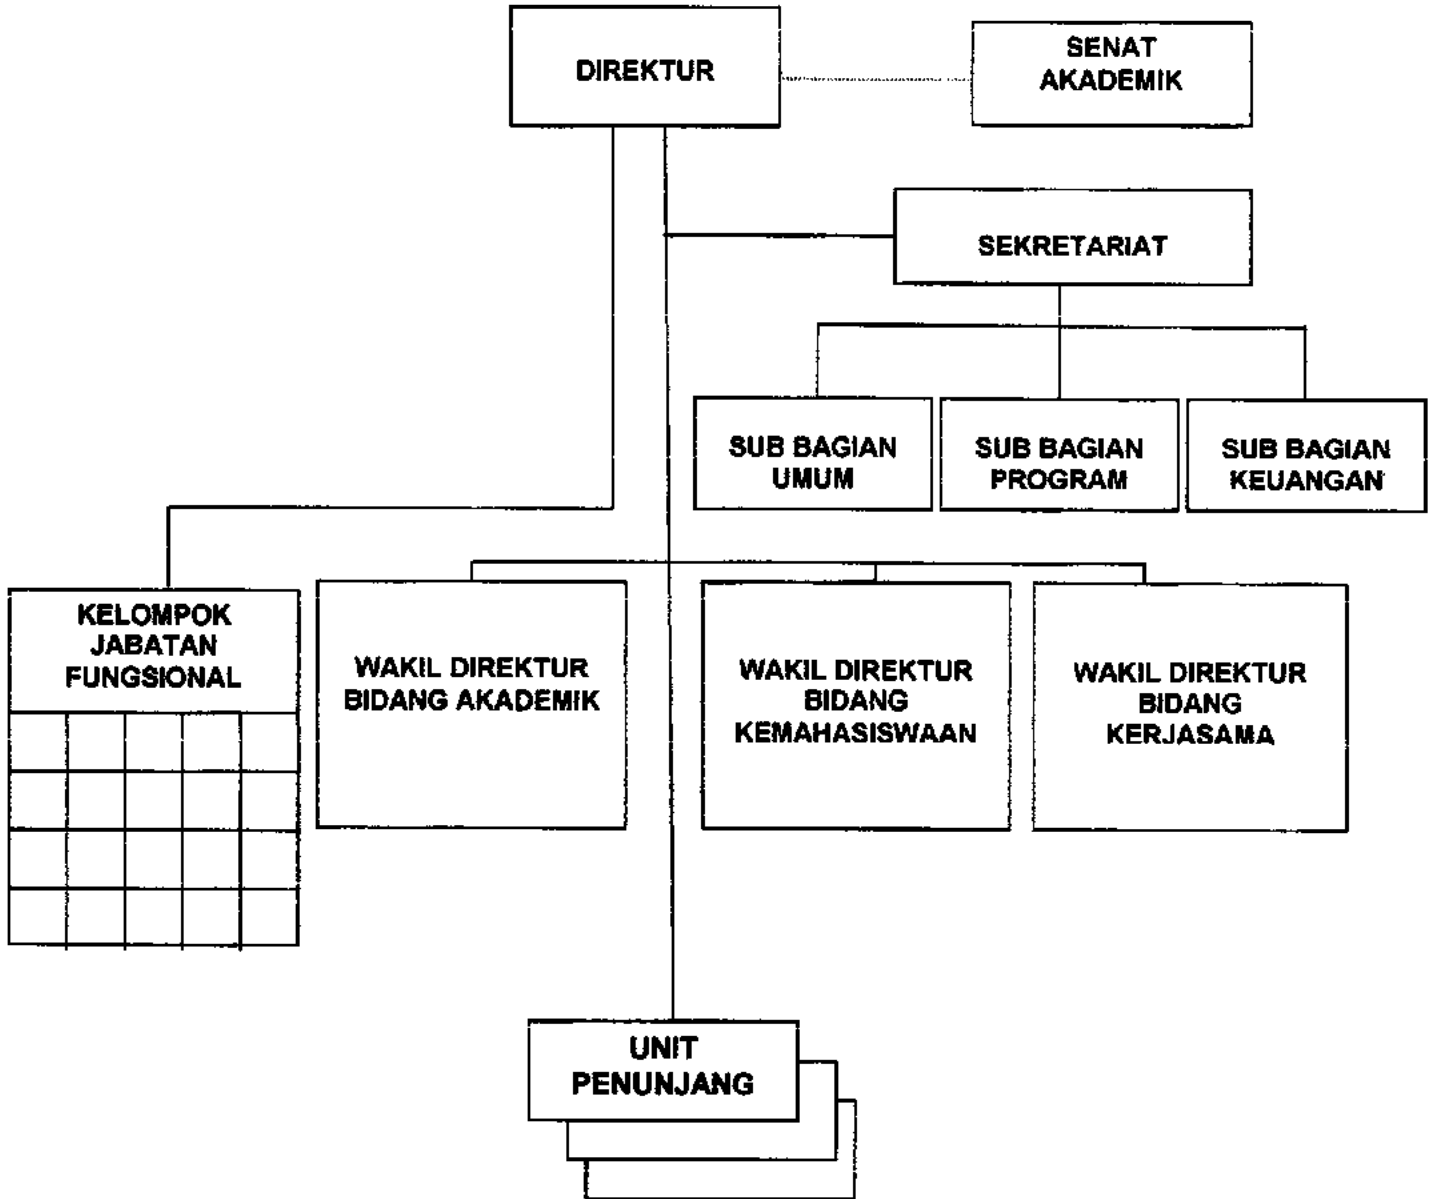 DIREKTUR
SENAT
AKADEMIK
SEKRETARIAT
SUB BAGIAN
UMUM
SUB BAGIAN
PROGRAM
SUB BAGIAN
KEUANGAN
KELOMPOK
JABATAN
FUNGSIONAL
WAKIL DIREKTUR
BIDANG AKADEMIK
WAKIL DIREKTUR
BIDANG
KEMAHASISWAAN
WAKIL DIREKTUR
BIDANG
KERJASAMA
UNIT
PENUNJANG